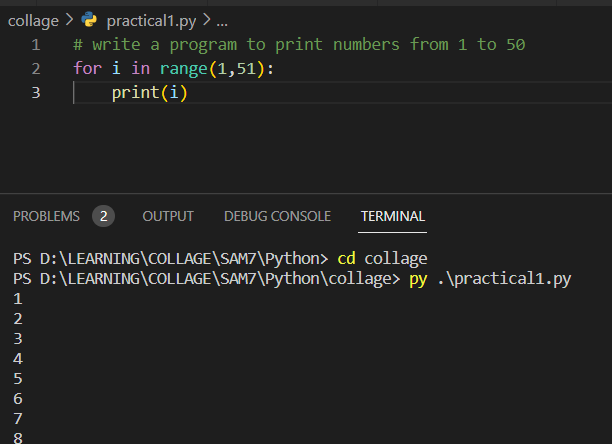 collage > practical1.py > ...
1 # write a program to print numbers from 1 to 50
2 for i in range(1,51):
3     print(i)
PROBLEMS 2 OUTPUT DEBUG CONSOLE TERMINAL
PS D:\LEARNING\COLLAGE\SAM7\Python> cd collage
PS D:\LEARNING\COLLAGE\SAM7\Python\collage> py .\practical1.py
1
2
3
4
5
6
7
8